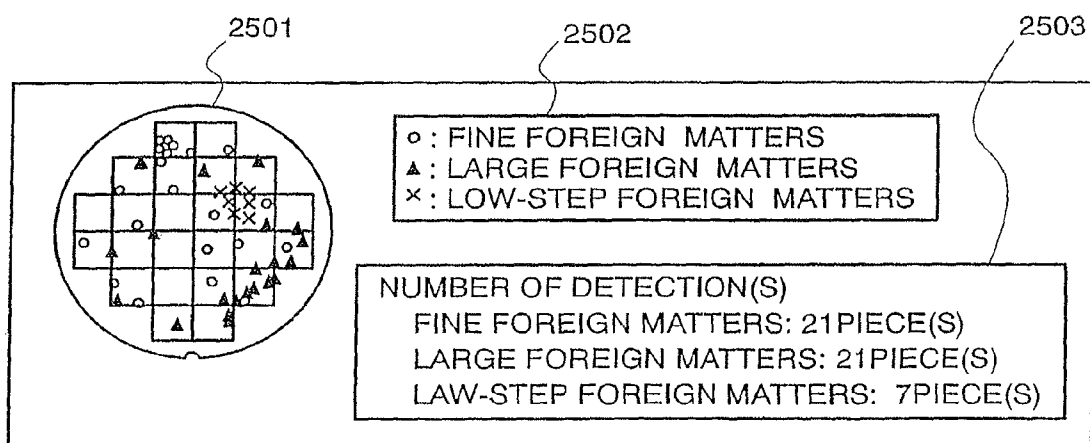 2501
2502
2503
o : FINE FOREIGN MATTERS
▲ : LARGE FOREIGN MATTERS
× : LOW-STEP FOREIGN MATTERS
NUMBER OF DETECTION(S)
FINE FOREIGN MATTERS: 21PIECE(S)
LARGE FOREIGN MATTERS: 21PIECE(S)
LAW-STEP FOREIGN MATTERS: 7PIECE(S)